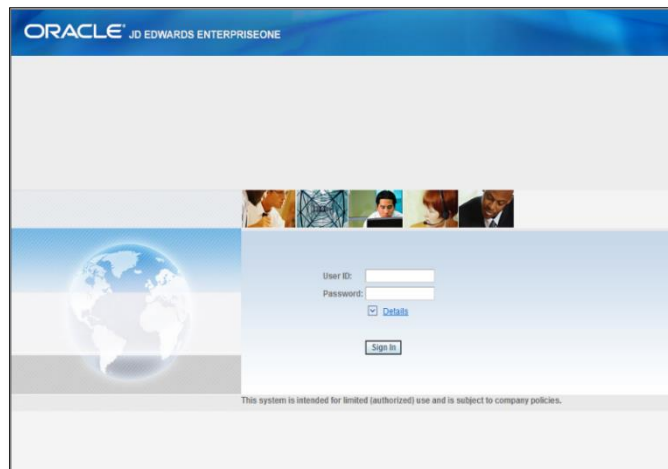 ORACLE® JD EDWARDS ENTERPRISEONE
User ID:
Password:
Details
Sign In
This system is intended for limited (authorized) use and is subject to company policies.